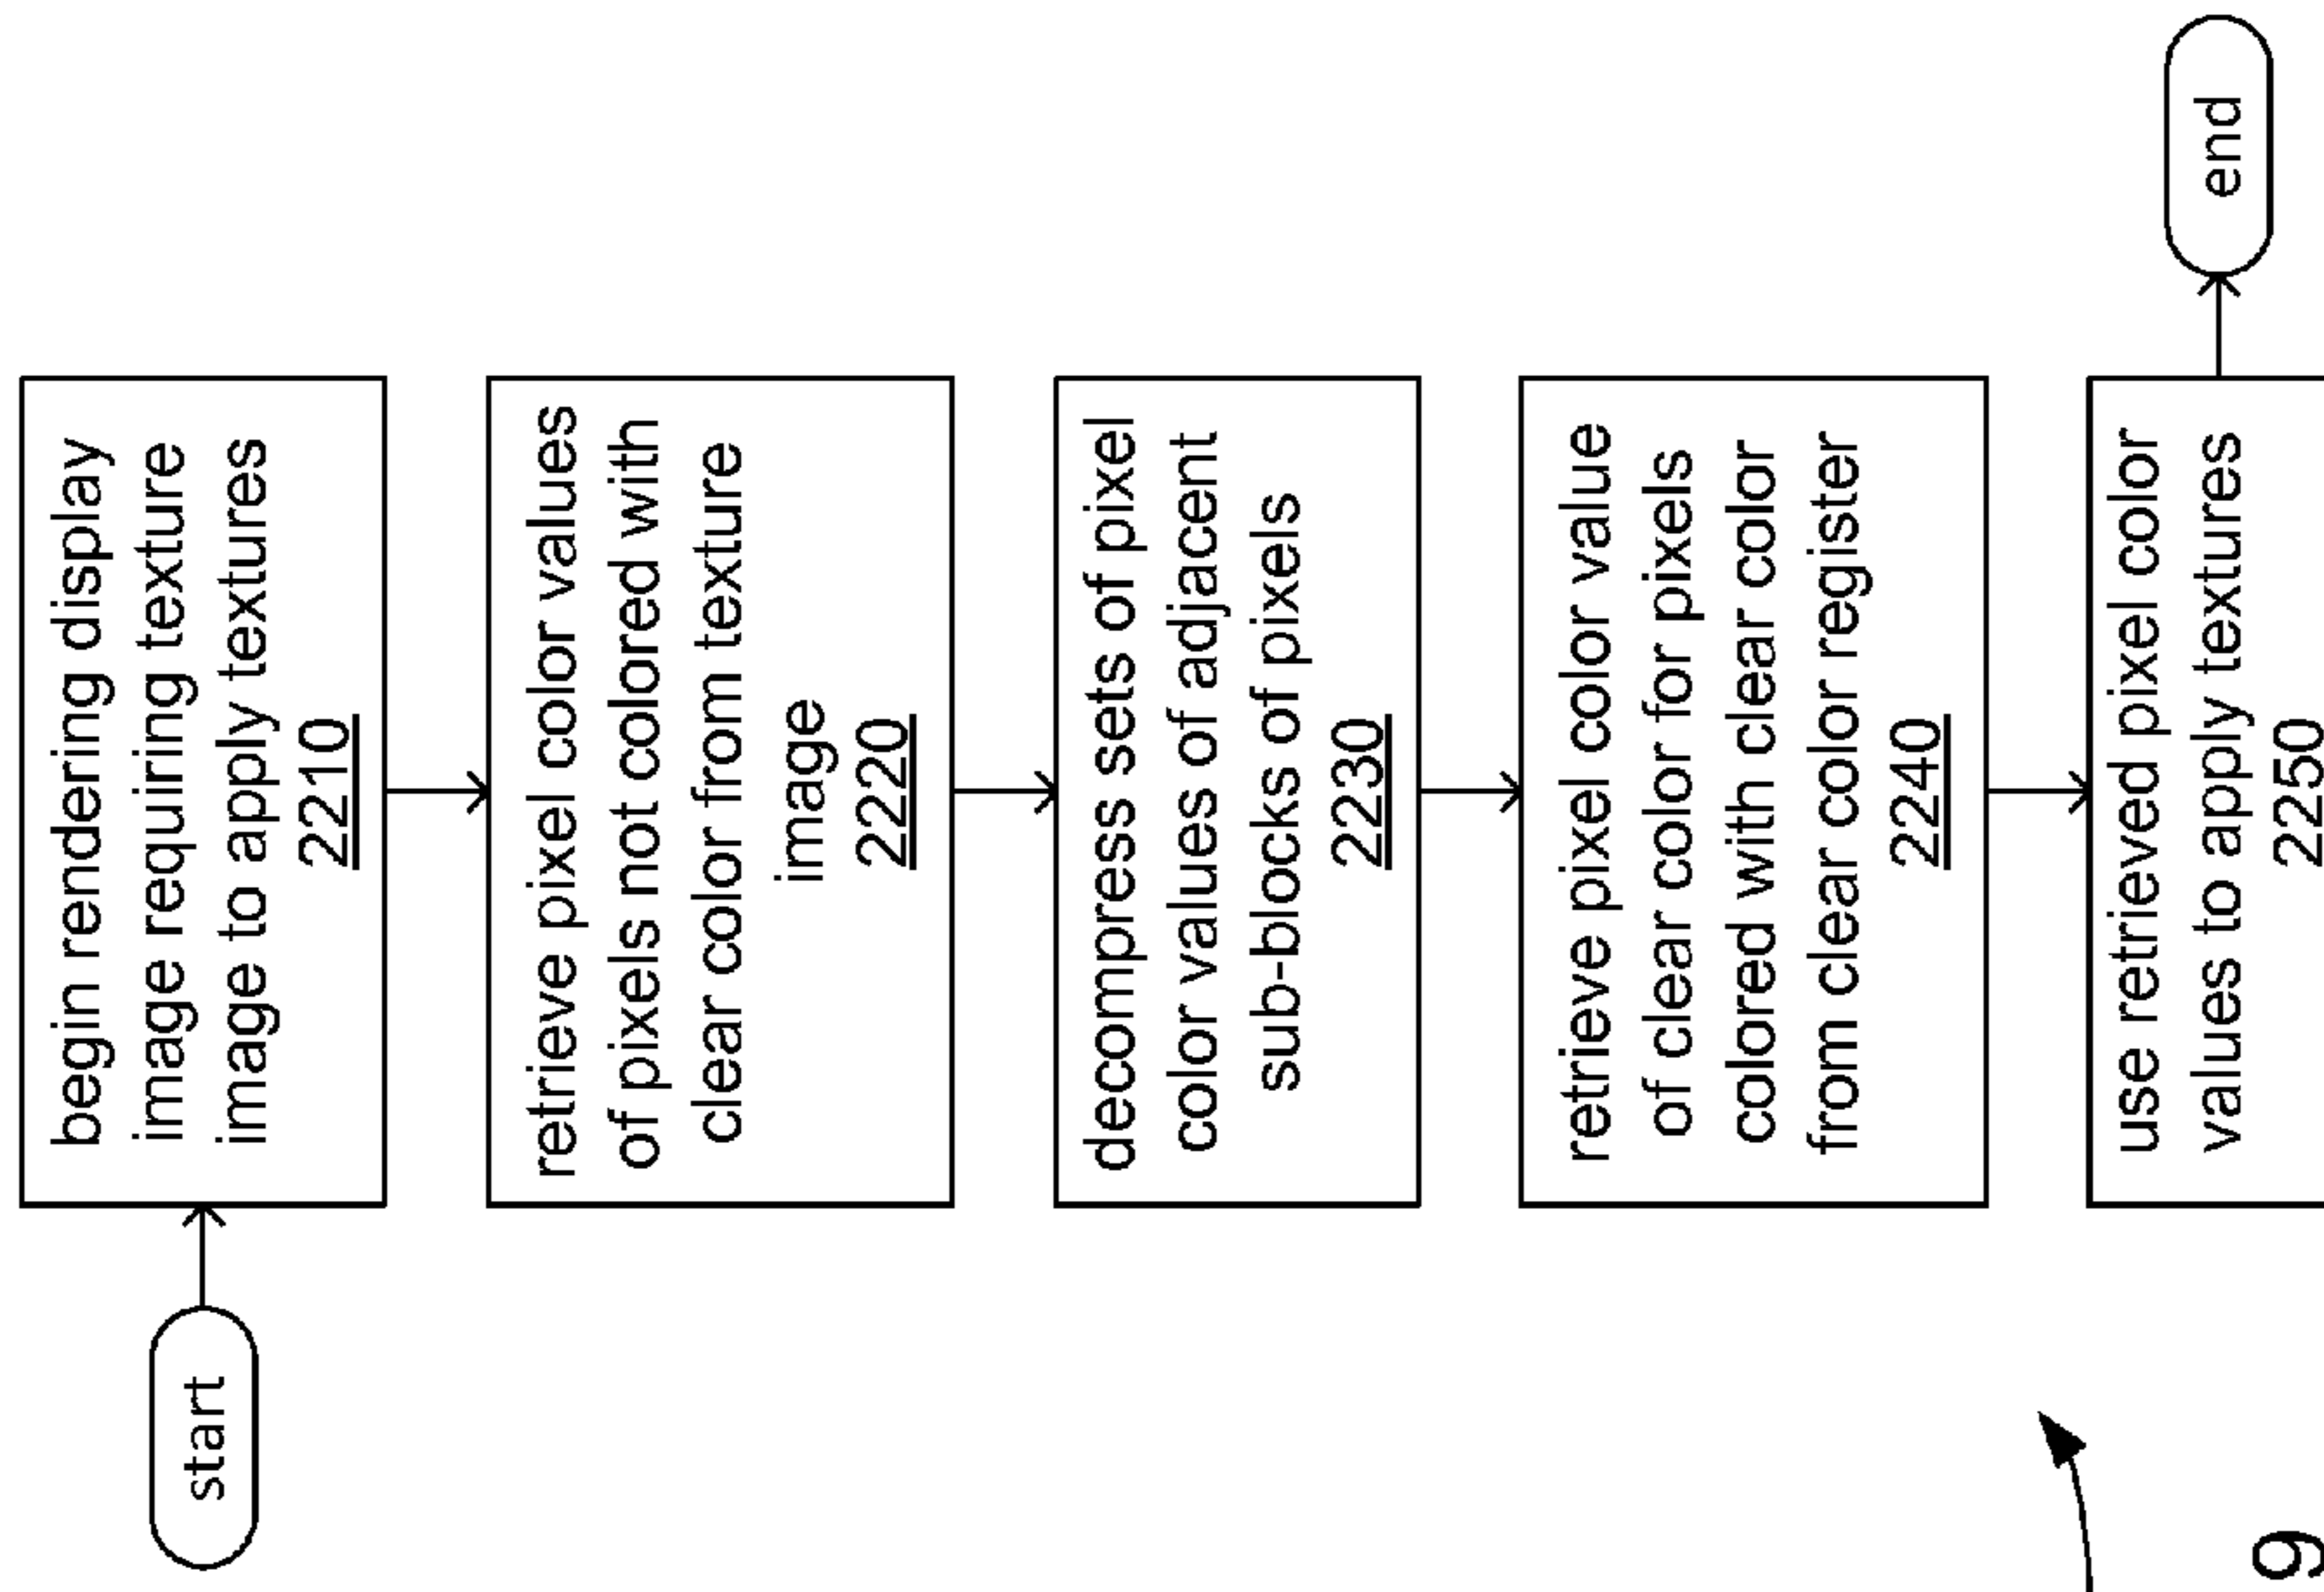 start
begin rendering display
image requiring texture
image to apply textures
2210
retrieve pixel color values
of pixels not colored with
clear color from texture
image
2220
decompress sets of pixel
color values of adjacent
sub-blocks of pixels
2230
retrieve pixel color value
of clear color for pixels
colored with clear color
from clear color register
2240
use retrieved pixel color
values to apply textures
2250
end
9